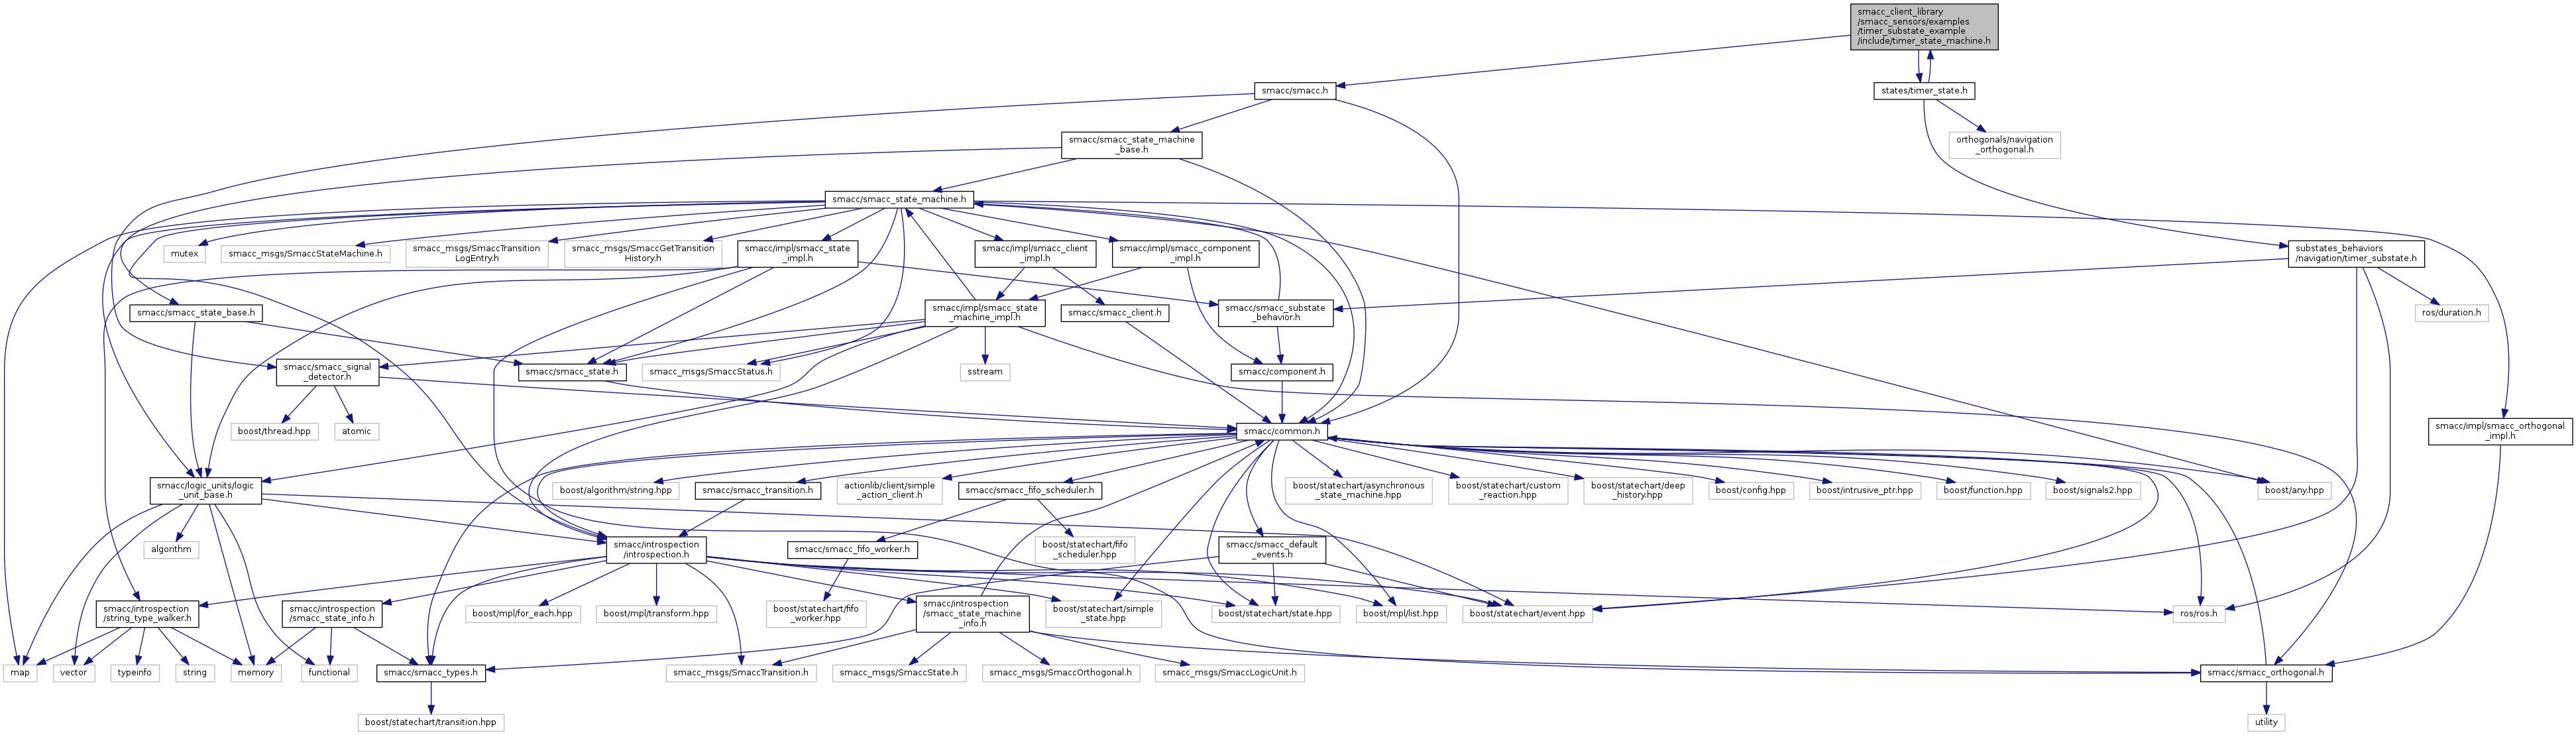 smacc_client_library
/smacc_sensors/examples
/timer_substate_example
/include/timer_state_machine.h
smacc/smacc.h
states/timer_state.h
smacc/smacc_state_machine
_base.h
orthogonals/navigation
_orthogonal.h
smacc/smacc_state_machine.h
mutex
smacc_msgs/SmaccStateMachine.h
smacc_msgs/SmaccTransition
LogEntry.h
smacc_msgs/SmaccGetTransition
History.h
smacc/impl/smacc_state
_impl.h
smacc/impl/smacc_client
_impl.h
smacc/impl/smacc_component
_impl.h
substates_behaviors
/navigation/timer_substate.h
smacc/smacc_state_base.h
smacc/impl/smacc_state
_machine_impl.h
smacc/smacc_client.h
smacc/smacc_substate
_behavior.h
ros/duration.h
smacc/smacc_signal
_detector.h
smacc/smacc_state.h
smacc_msgs/SmaccStatus.h
sstream
smacc/component.h
boost/thread.hpp
atomic
smacc/common.h
smacc/impl/smacc_orthogonal
_impl.h
smacc/logic_units/logic
_unit_base.h
boost/algorithm/string.hpp
smacc/smacc_transition.h
actionlib/client/simple
_action_client.h
smacc/smacc_fifo_scheduler.h
boost/statechart/asynchronous
_state_machine.hpp
boost/statechart/custom
_reaction.hpp
boost/statechart/deep
_history.hpp
boost/config.hpp
boost/intrusive_ptr.hpp
boost/function.hpp
boost/signals2.hpp
boost/any.hpp
algorithm
smacc/introspection
/introspection.h
smacc/smacc_fifo_worker.h
boost/statechart/fifo
_scheduler.hpp
smacc/smacc_default
_events.h
smacc/introspection
/string_type_walker.h
smacc/introspection
/smacc_state_info.h
boost/mpl/for_each.hpp
boost/mpl/transform.hpp
boost/statechart/fifo
_worker.hpp
smacc/introspection
/smacc_state_machine
_info.h
boost/statechart/simple
_state.hpp
boost/statechart/state.hpp
boost/mpl/list.hpp
boost/statechart/event.hpp
ros/ros.h
map
vector
typeinfo
string
memory
functional
smacc/smacc_types.h
smacc_msgs/SmaccTransition.h
smacc_msgs/SmaccState.h
smacc_msgs/SmaccOrthogonal.h
smacc_msgs/SmaccLogicUnit.h
smacc/smacc_orthogonal.h
boost/statechart/transition.hpp
utility